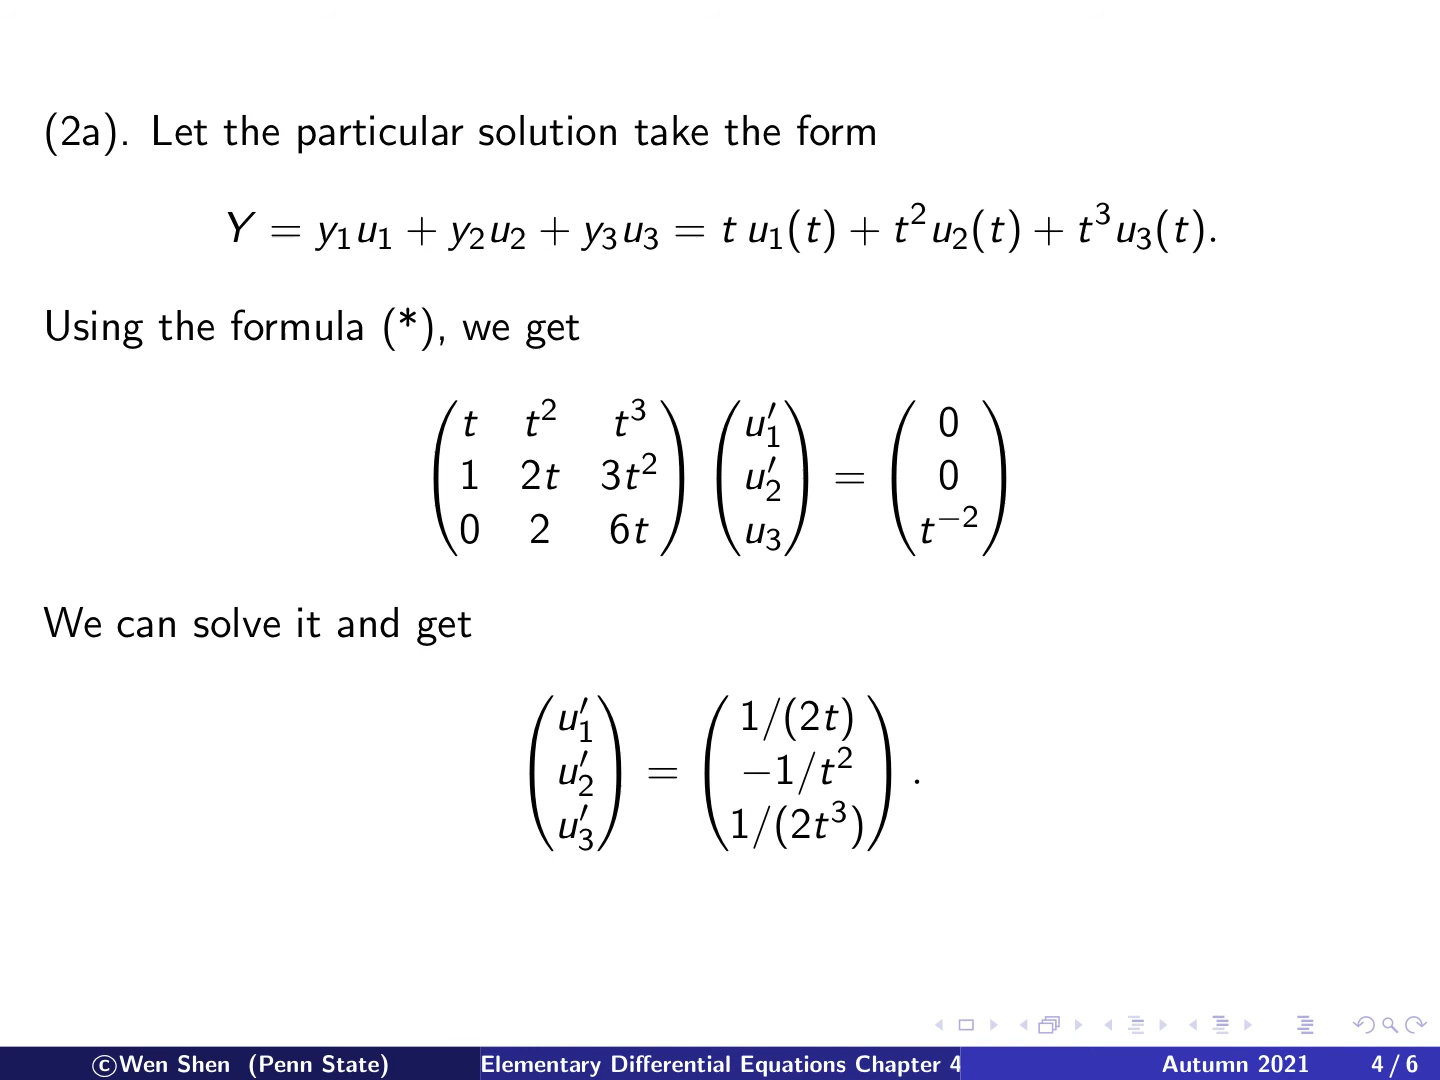 (2a). Let the particular solution take the form
Y = y₁u₁ + y₂u₂ + y₃u₃ = t u₁(t) + t²u₂(t) + t³u₃(t).
Using the formula (*), we get
(t t² t³; 1 2t 3t²; 0 2 6t) (u₁′; u₂′; u₃) = (0; 0; t⁻²)
We can solve it and get
(u₁′; u₂′; u₃′) = (1/(2t); −1/t²; 1/(2t³)).
©Wen Shen (Penn State) Elementary Differential Equations Chapter 4 Autumn 2021 4 / 6